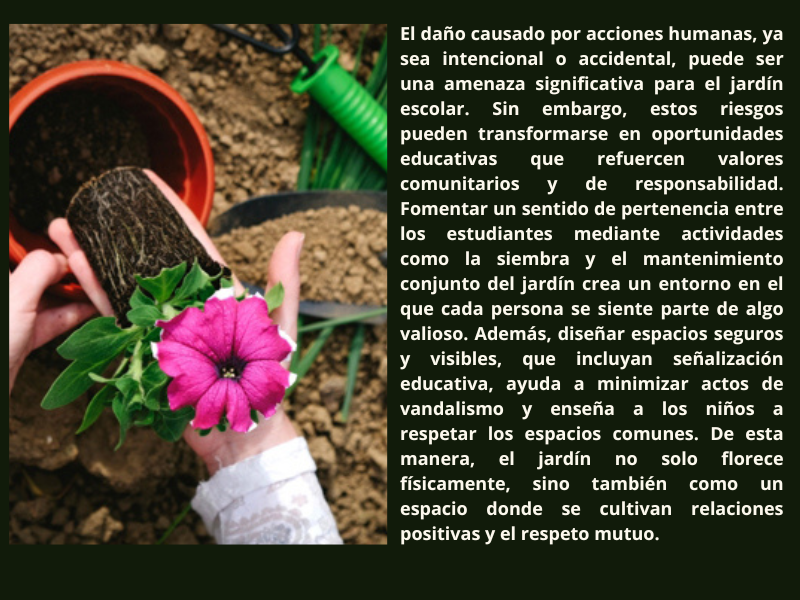 El daño causado por acciones humanas, ya
sea intencional o accidental, puede ser
una amenaza significativa para el jardín
escolar. Sin embargo, estos riesgos
pueden transformarse en oportunidades
educativas que refuercen valores
comunitarios y de responsabilidad.
Fomentar un sentido de pertenencia entre
los estudiantes mediante actividades
como la siembra y el mantenimiento
conjunto del jardín crea un entorno en el
que cada persona se siente parte de algo
valioso. Además, diseñar espacios seguros
y visibles, que incluyan señalización
educativa, ayuda a minimizar actos de
vandalismo y enseña a los niños a
respetar los espacios comunes. De esta
manera, el jardín no solo florece
físicamente, sino también como un
espacio donde se cultivan relaciones
positivas y el respeto mutuo.